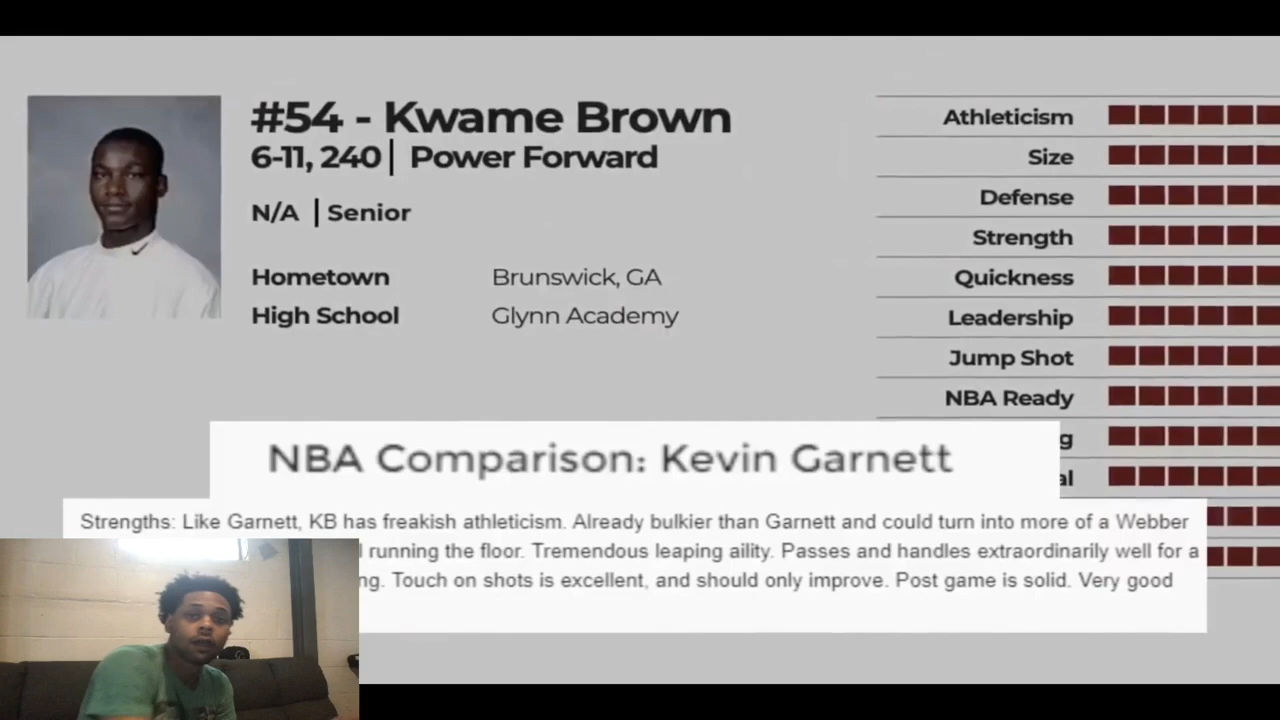 #54 - Kwame Brown
6-11, 240 | Power Forward
N/A | Senior
Hometown Brunswick, GA
High School Glynn Academy
Athleticism
Size
Defense
Strength
Quickness
Leadership
Jump Shot
NBA Ready
g
al
NBA Comparison: Kevin Garnett
Strengths: Like Garnett, KB has freakish athleticism. Already bulkier than Garnett and could turn into more of a Webber
l running the floor. Tremendous leaping aility. Passes and handles extraordinarily well for a
ng. Touch on shots is excellent, and should only improve. Post game is solid. Very good